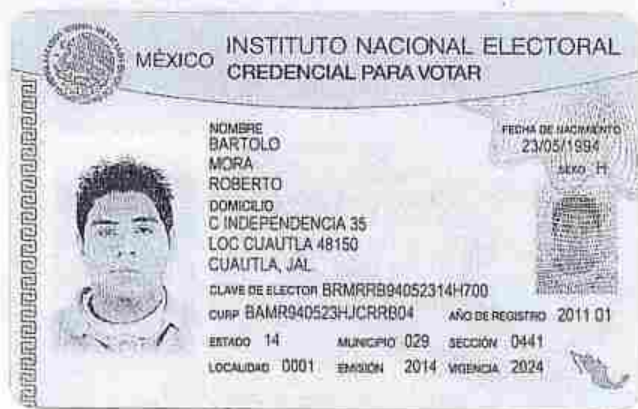 MÉXICO INSTITUTO NACIONAL ELECTORAL
CREDENCIAL PARA VOTAR
NOMBRE
BARTOLO
MORA
ROBERTO
FECHA DE NACIMIENTO
23/05/1994
SEXO H
DOMICILIO
C INDEPENDENCIA 35
LOC CUAUTLA 48150
CUAUTLA, JAL.
CLAVE DE ELECTOR BRMRRB94052314H700
CURP BAMR940523HJCRRB04 AÑO DE REGISTRO 2011 01
ESTADO 14 MUNICIPIO 029 SECCIÓN 0441
LOCALIDAD 0001 EMISIÓN 2014 VIGENCIA 2024